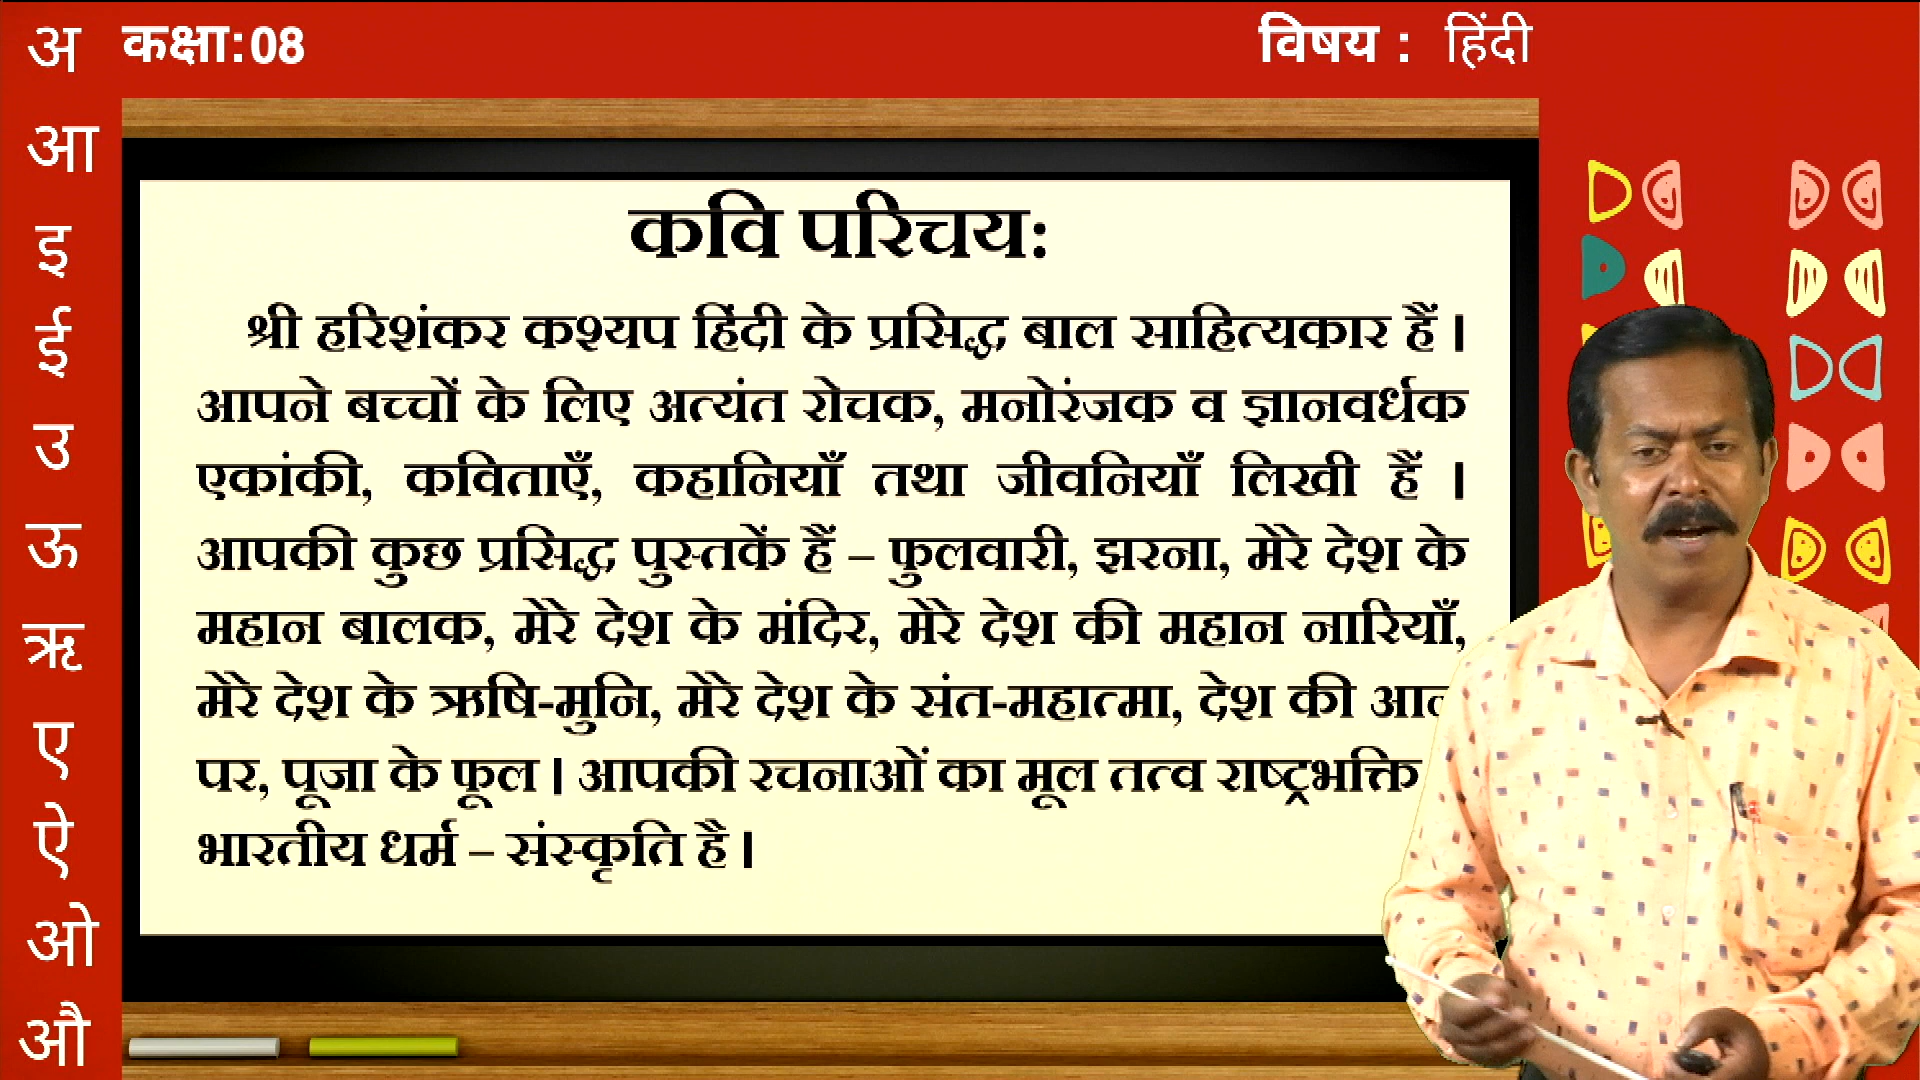 कक्षा:08
विषय : हिंदी
अ
आ
इ
ई
उ
ऊ
ऋ
ए
ऐ
ओ
औ
कवि परिचय:
श्री हरिशंकर कश्यप हिंदी के प्रसिद्ध बाल साहित्यकार हैं ।
आपने बच्चों के लिए अत्यंत रोचक, मनोरंजक व ज्ञानवर्धक
एकांकी, कविताएँ, कहानियाँ तथा जीवनियाँ लिखी हैं ।
आपकी कुछ प्रसिद्ध पुस्तकें हैं – फुलवारी, झरना, मेरे देश के
महान बालक, मेरे देश के मंदिर, मेरे देश की महान नारियाँ,
मेरे देश के ऋषि-मुनि, मेरे देश के संत-महात्मा, देश की
पर, पूजा के फूल । आपकी रचनाओं का मूल तत्व राष्ट्रभक्ति
भारतीय धर्म – संस्कृति है ।